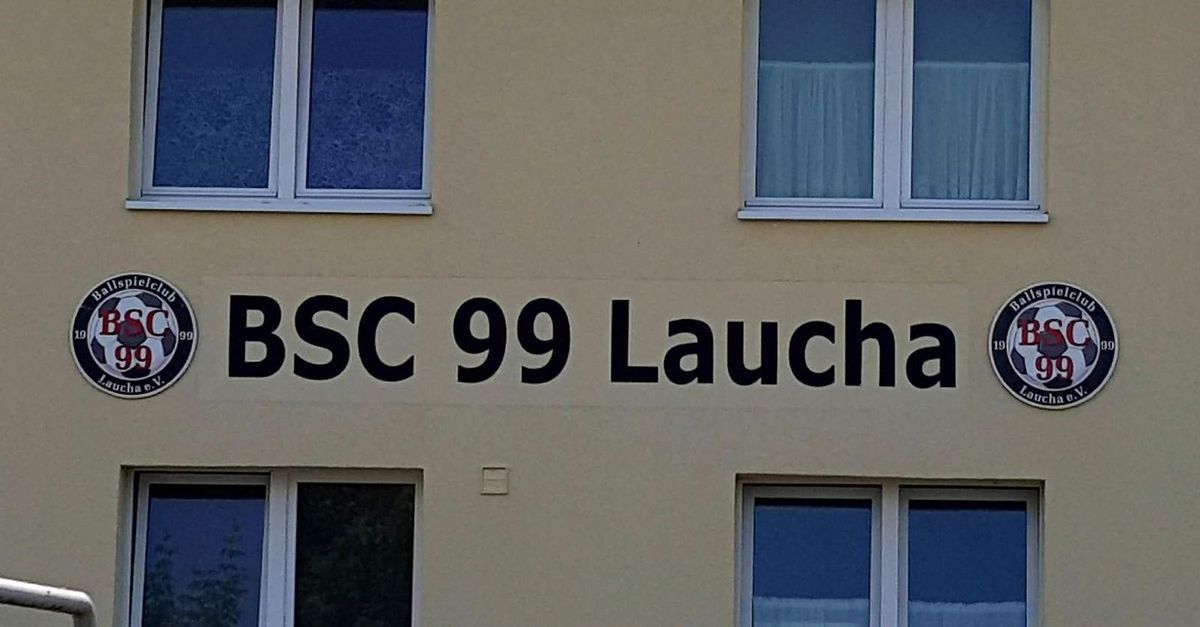 Ballspielclub
BSC
19 99
99
Laucha e.V.
BSC 99 Laucha
Ballspielclub
BSC
19 99
99
Laucha e.V.